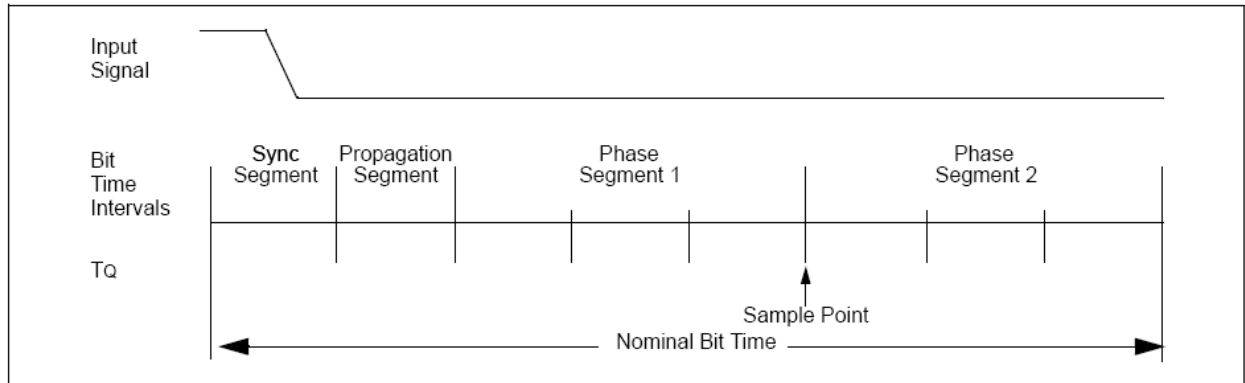 Input
Signal
Bit
Time
Intervals
Sync
Segment
Propagation
Segment
Phase
Segment 1
Phase
Segment 2
TQ
Sample Point
Nominal Bit Time